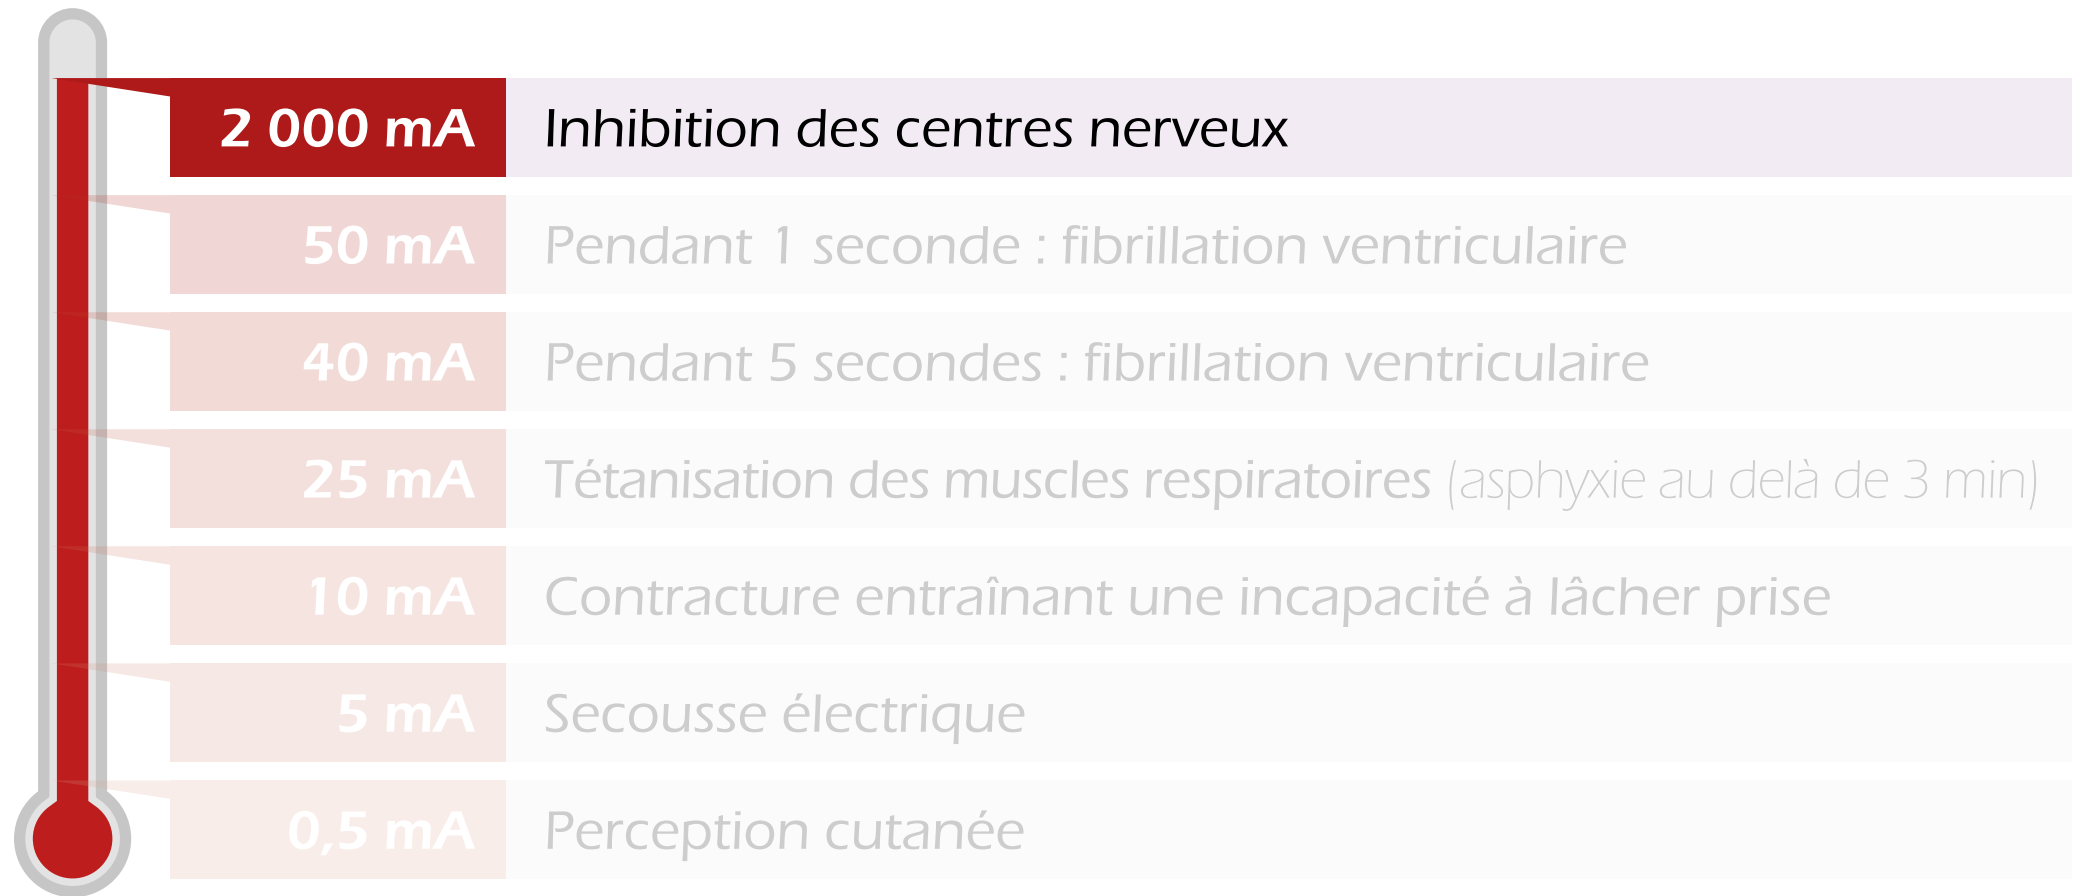 2 000 mA Inhibition des centres nerveux
50 mA Pendant 1 seconde : fibrillation ventriculaire
40 mA Pendant 5 secondes : fibrillation ventriculaire
25 mA Tétanisation des muscles respiratoires (asphyxie au delà de 3 min)
10 mA Contracture entraînant une incapacité à lâcher prise
5 mA Secousse électrique
0,5 mA Perception cutanée